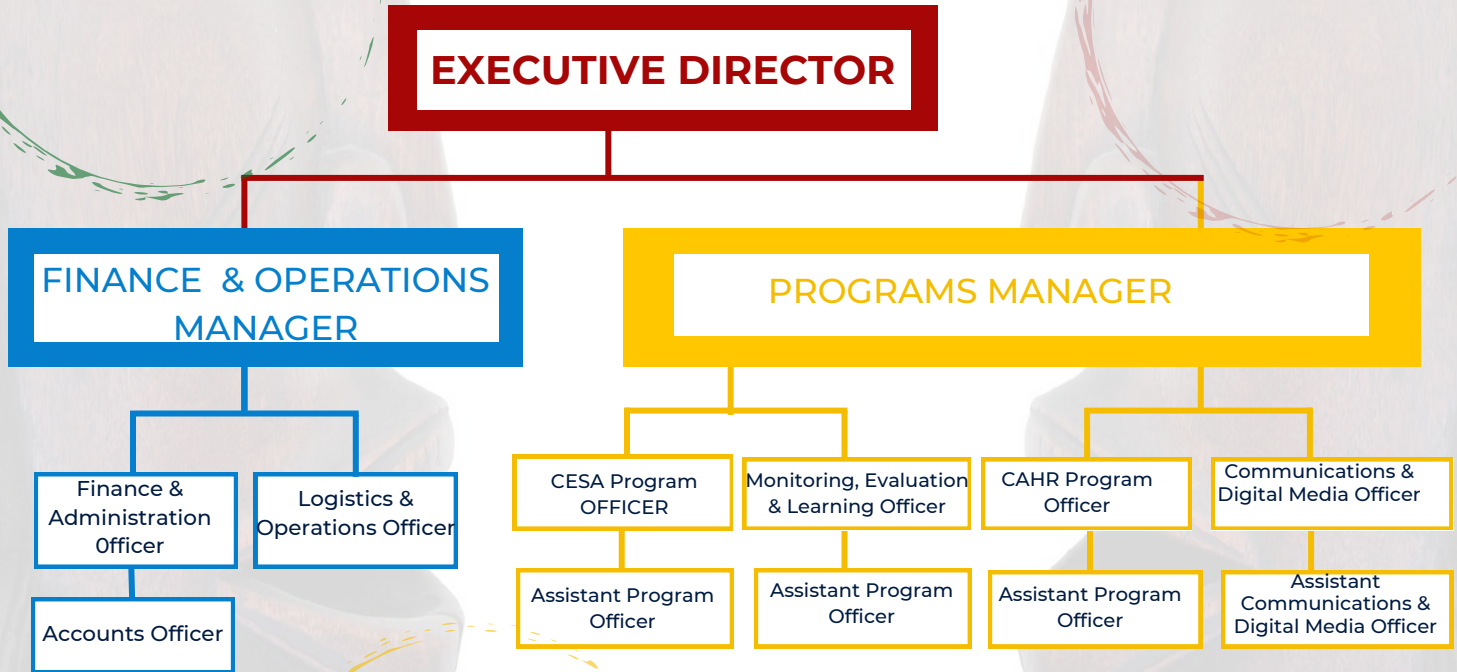 EXECUTIVE DIRECTOR
FINANCE & OPERATIONS
MANAGER
PROGRAMS MANAGER
Finance &
Administration
0fficer
Logistics &
Operations Officer
CESA Program
OFFICER
Monitoring, Evaluation
& Learning Officer
CAHR Program
Officer
Communications &
Digital Media Officer
Accounts Officer
Assistant Program
Officer
Assistant Program
Officer
Assistant Program
Officer
Assistant
Communications &
Digital Media Officer